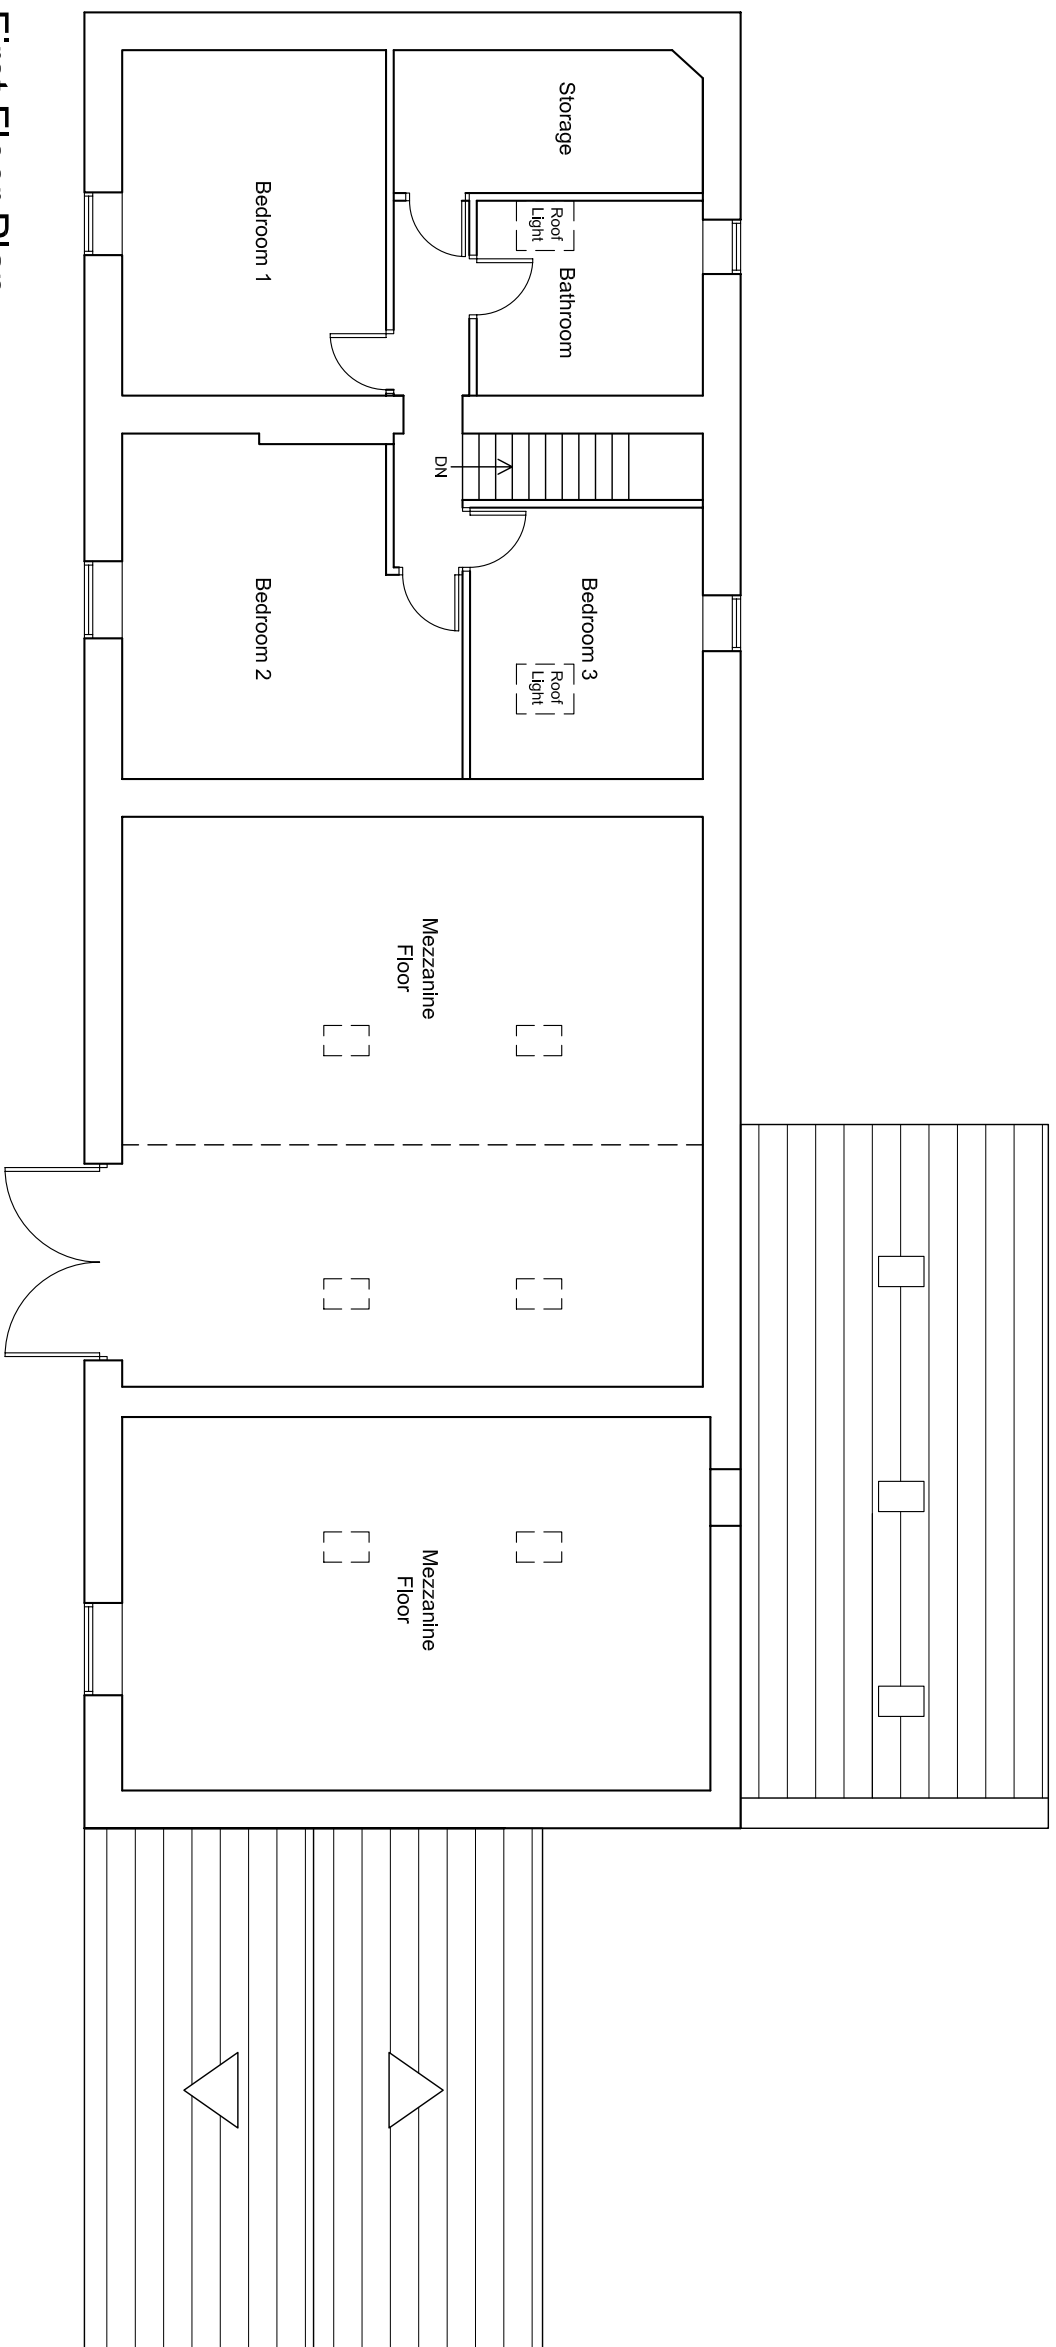 Storage
Bedroom 1
Roof
Light
Bathroom
DN
Bedroom 2
Bedroom 3
Roof
Light
Mezzanine
Floor
Mezzanine
Floor
First Floor Plan